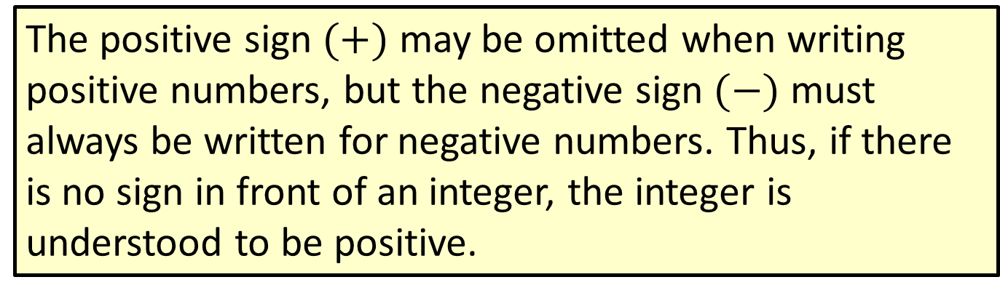 The positive sign (+) may be omitted when writing
positive numbers, but the negative sign (−) must
always be written for negative numbers. Thus, if there
is no sign in front of an integer, the integer is
understood to be positive.